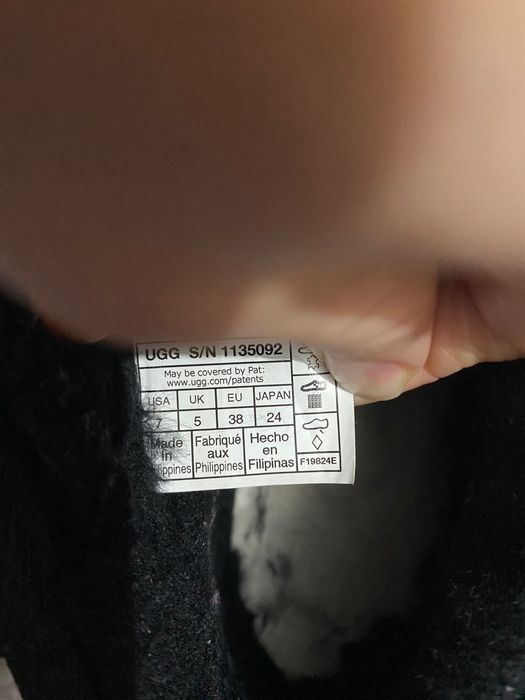 UGG S/N 1135092
May be covered by Pat:
www.ugg.com/patents
USA UK EU JAPAN
7 5 38 24
Made in Fabriqué aux Philippines Hecho en Filipinas
F19824E